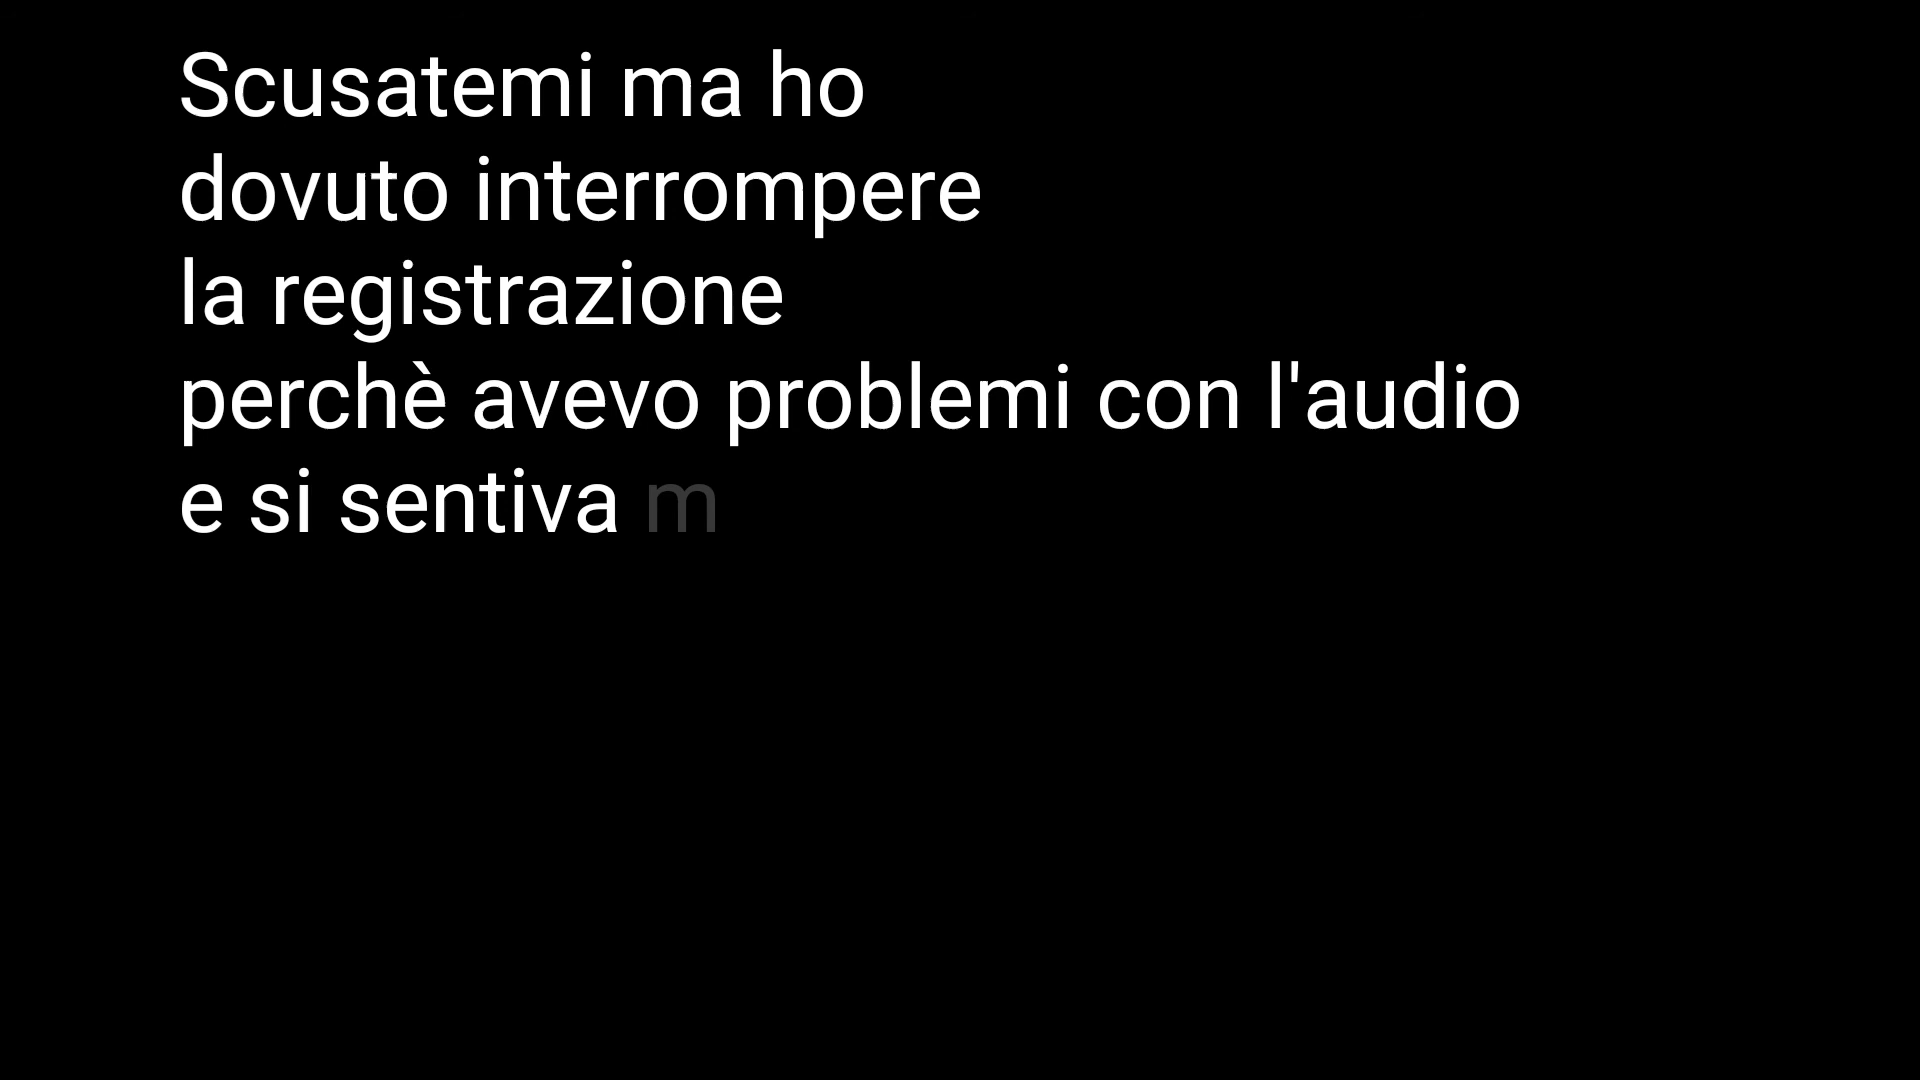 Scusatemi ma ho
dovuto interrompere
la registrazione
perchè avevo problemi con l'audio
e si sentiva m